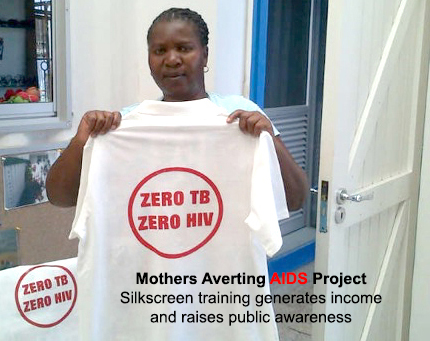 ZERO TB
ZERO HIV
ZERO TB
ZERO HIV
Mothers Averting AIDS Project
Silkscreen training generates income
and raises public awareness